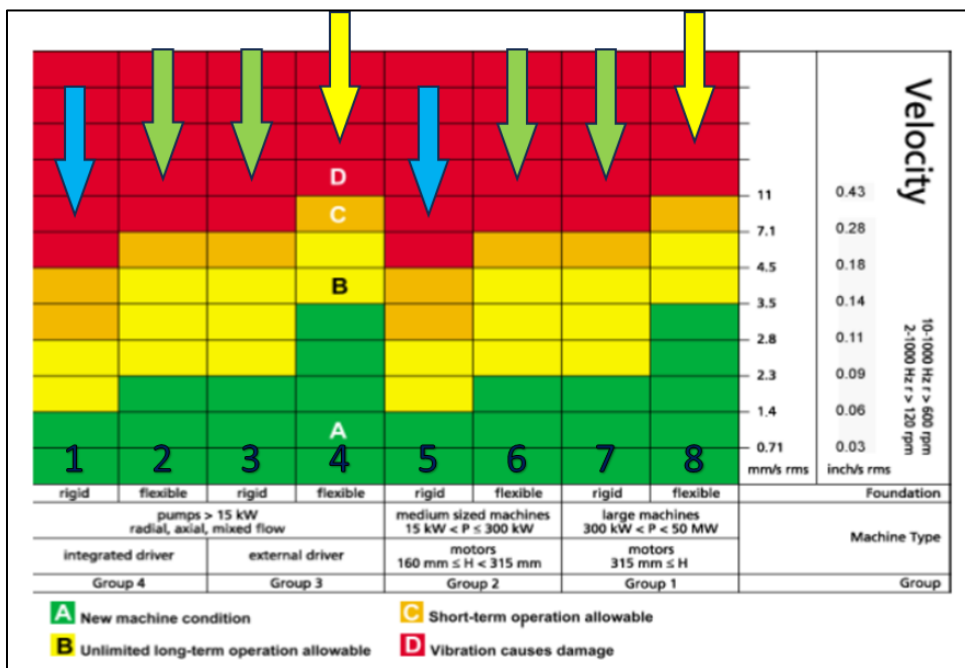 Velocity
10-1000 Hz r > 600 rpm
2-1000 Hz r > 120 rpm
D
C
B
A
11 0.43
7.1 0.28
4.5 0.18
3.5 0.14
2.8 0.11
2.3 0.09
1.4 0.06
0.71 0.03
1 2 3 4 5 6 7 8 mm/s rms inch/s rms
rigid flexible rigid flexible rigid flexible rigid flexible Foundation
pumps > 15 kW medium sized machines large machines
radial, axial, mixed flow 15 kW < P ≤ 300 kW 300 kW < P < 50 MW
Machine Type
integrated driver external driver motors motors
160 mm ≤ H < 315 mm 315 mm ≤ H
Group 4 Group 3 Group 2 Group 1 Group
A New machine condition C Short-term operation allowable
B Unlimited long-term operation allowable D Vibration causes damage